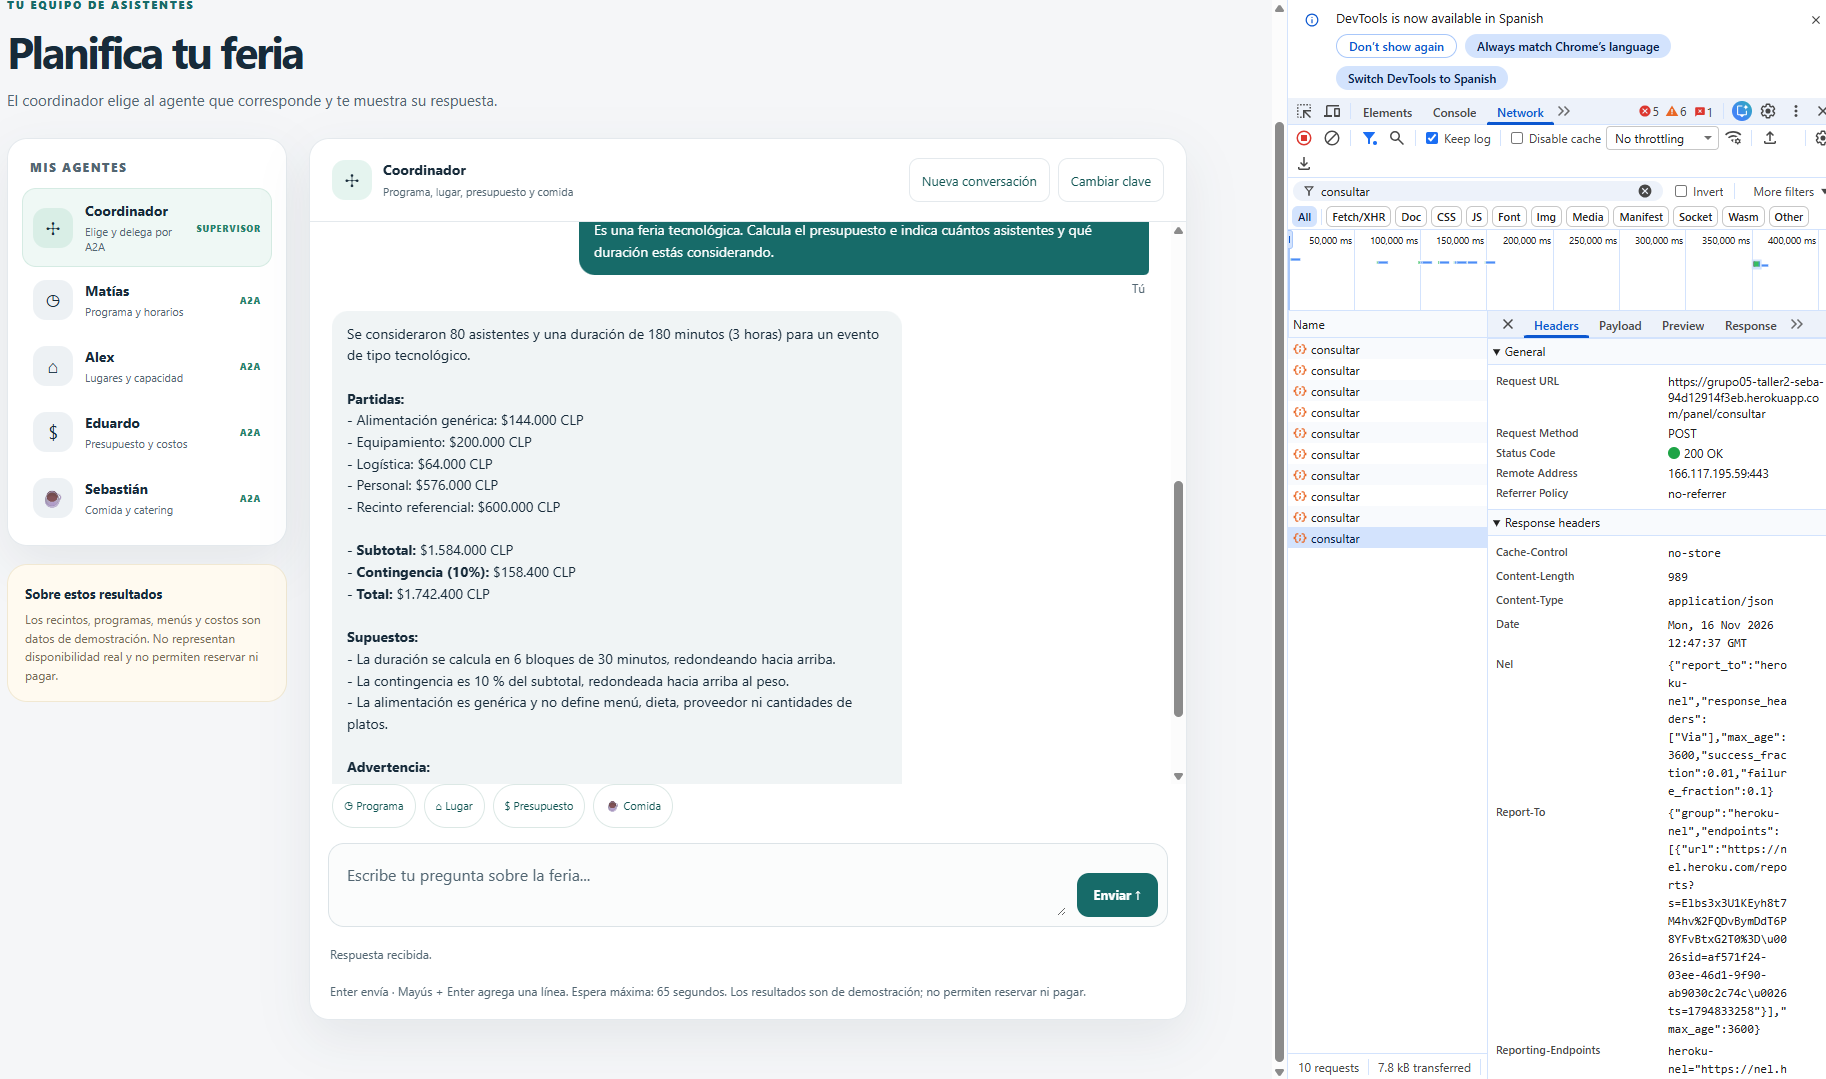 TU EQUIPO DE ASISTENTES
Planifica tu feria
El coordinador elige al agente que corresponde y te muestra su respuesta.
MIS AGENTES
Coordinador
Elige y delega por
A2A
SUPERVISOR
Matías
Programa y horarios
A2A
Alex
Lugares y capacidad
A2A
Eduardo
Presupuesto y costos
A2A
Sebastián
Comida y catering
A2A
Sobre estos resultados
Los recintos, programas, menús y costos son
datos de demostración. No representan
disponibilidad real y no permiten reservar ni
pagar.
Coordinador
Programa, lugar, presupuesto y comida
Nueva conversación
Cambiar clave
Es una feria tecnológica. Calcula el presupuesto e indica cuántos asistentes y qué
duración estás considerando.
Tú
Se consideraron 80 asistentes y una duración de 180 minutos (3 horas) para un evento
de tipo tecnológico.
Partidas:
- Alimentación genérica: $144.000 CLP
- Equipamiento: $200.000 CLP
- Logística: $64.000 CLP
- Personal: $576.000 CLP
- Recinto referencial: $600.000 CLP
- Subtotal: $1.584.000 CLP
- Contingencia (10%): $158.400 CLP
- Total: $1.742.400 CLP
Supuestos:
- La duración se calcula en 6 bloques de 30 minutos, redondeando hacia arriba.
- La contingencia es 10 % del subtotal, redondeada hacia arriba al peso.
- La alimentación es genérica y no define menú, dieta, proveedor ni cantidades de
platos.
Advertencia:
Programa
Lugar
$ Presupuesto
Comida
Escribe tu pregunta sobre la feria...
Enviar ↑
Respuesta recibida.
Enter envía · Mayús + Enter agrega una línea. Espera máxima: 65 segundos. Los resultados son de demostración; no permiten reservar ni pagar.
DevTools is now available in Spanish
Don't show again
Always match Chrome's language
Switch DevTools to Spanish
Elements
Console
Network
5
6
1
Keep log
Disable cache
No throttling
consultar
Invert
More filters
All
Fetch/XHR
Doc
CSS
JS
Font
Img
Media
Manifest
Socket
Wasm
Other
50,000 ms
100,000 ms
150,000 ms
200,000 ms
250,000 ms
300,000 ms
350,000 ms
400,000 ms
Name
consultar
consultar
consultar
consultar
consultar
consultar
consultar
consultar
consultar
consultar
Headers
Payload
Preview
Response
General
Request URL
https://grupo05-taller2-seba-
94d12914f3eb.herokuapp.co
m/panel/consultar
Request Method
POST
Status Code
200 OK
Remote Address
166.117.195.59:443
Referrer Policy
no-referrer
Response headers
Cache-Control
no-store
Content-Length
989
Content-Type
application/json
Date
Mon, 16 Nov 2026
12:47:37 GMT
Nel
{"report_to":"hero
ku-
nel","response_hea
ders":
["Via"],"max_age":
3600,"success_frac
tion":0.01,"failur
e_fraction":0.1}
Report-To
{"group":"heroku-
nel","endpoints":
[{"url":"https://n
el.heroku.com/repo
rts?
s=Elbs3x3U1KEyh8t7
M4hv%2FQDvBymDdT6P
8YFvBtxG2T0%3D\u00
26sid=af571f24-
03ee-46d1-9f90-
ab9030c2c74c\u0026
ts=1794833258"}],"
max_age":3600}
Reporting-Endpoints
heroku-
nel="https://nel.h
10 requests
7.8 kB transferred